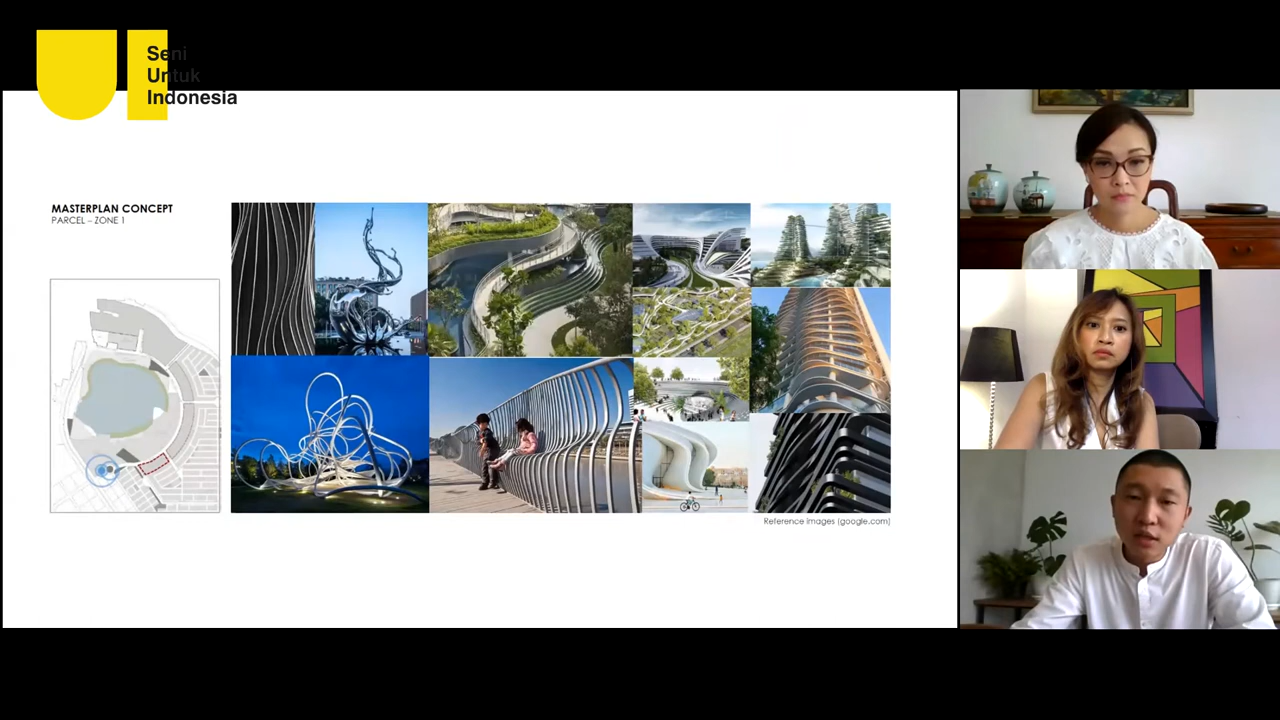 Seni
Untuk
Indonesia
MASTERPLAN CONCEPT
PARCEL – ZONE 1
Reference images (google.com)